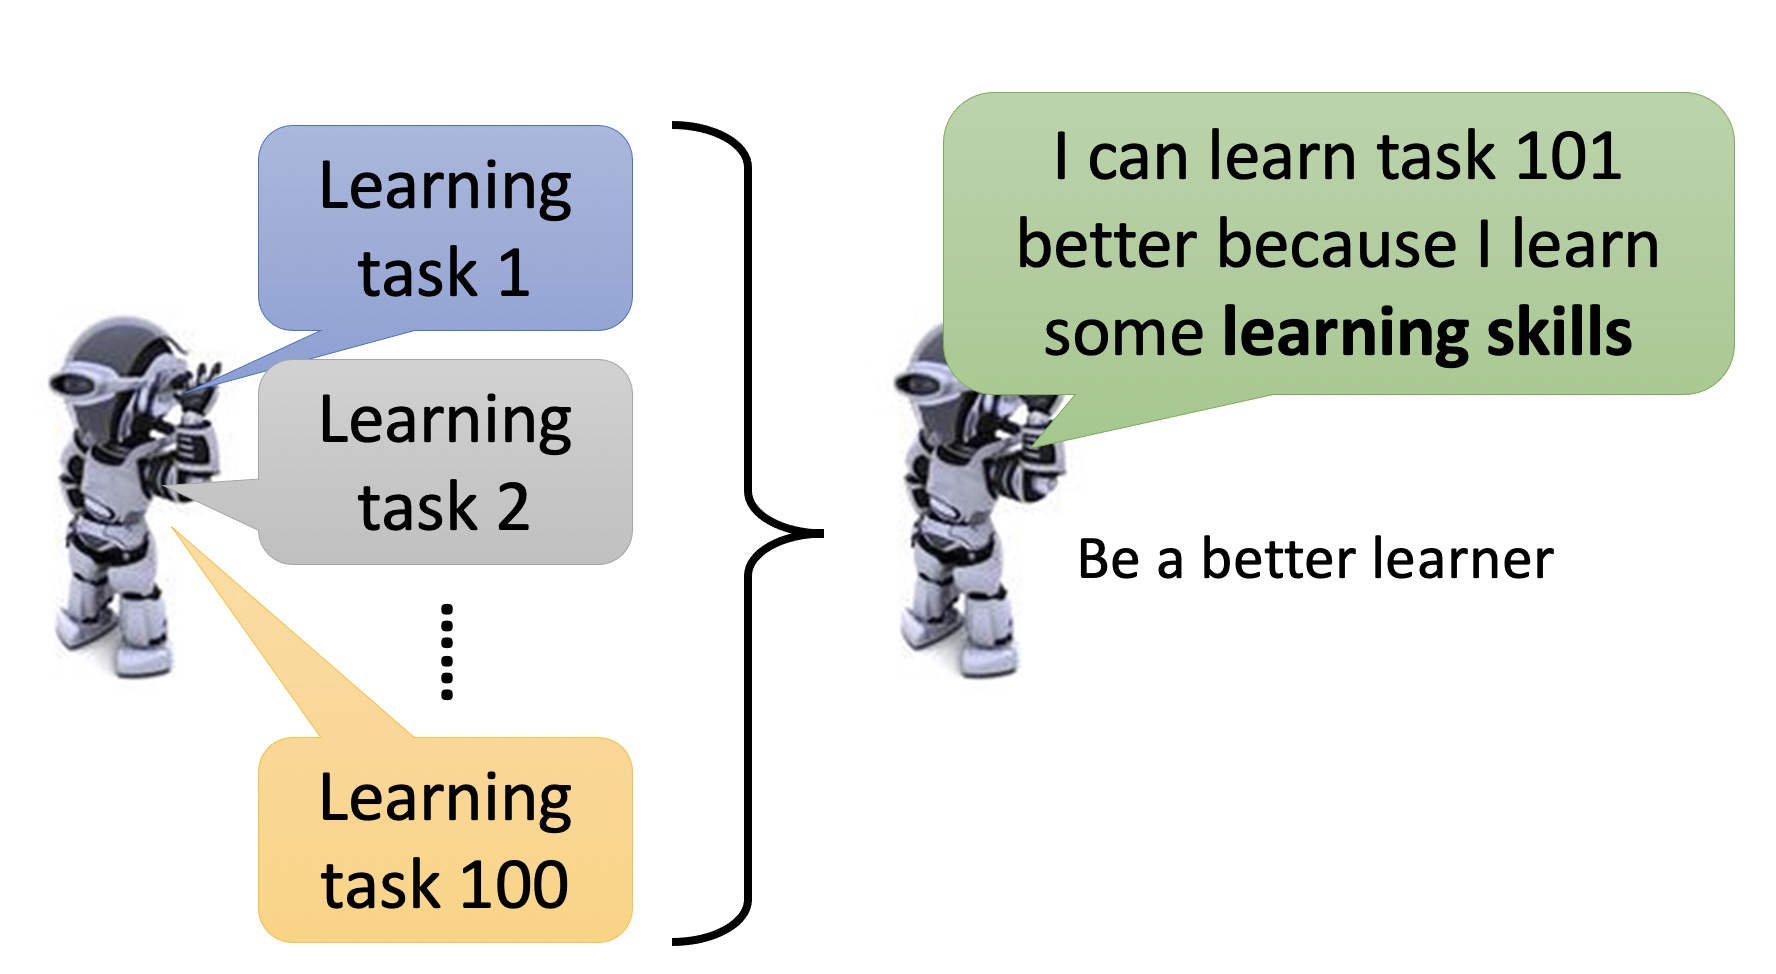 Learning
task 1
Learning
task 2
Learning
task 100
I can learn task 101
better because I learn
some learning skills
Be a better learner